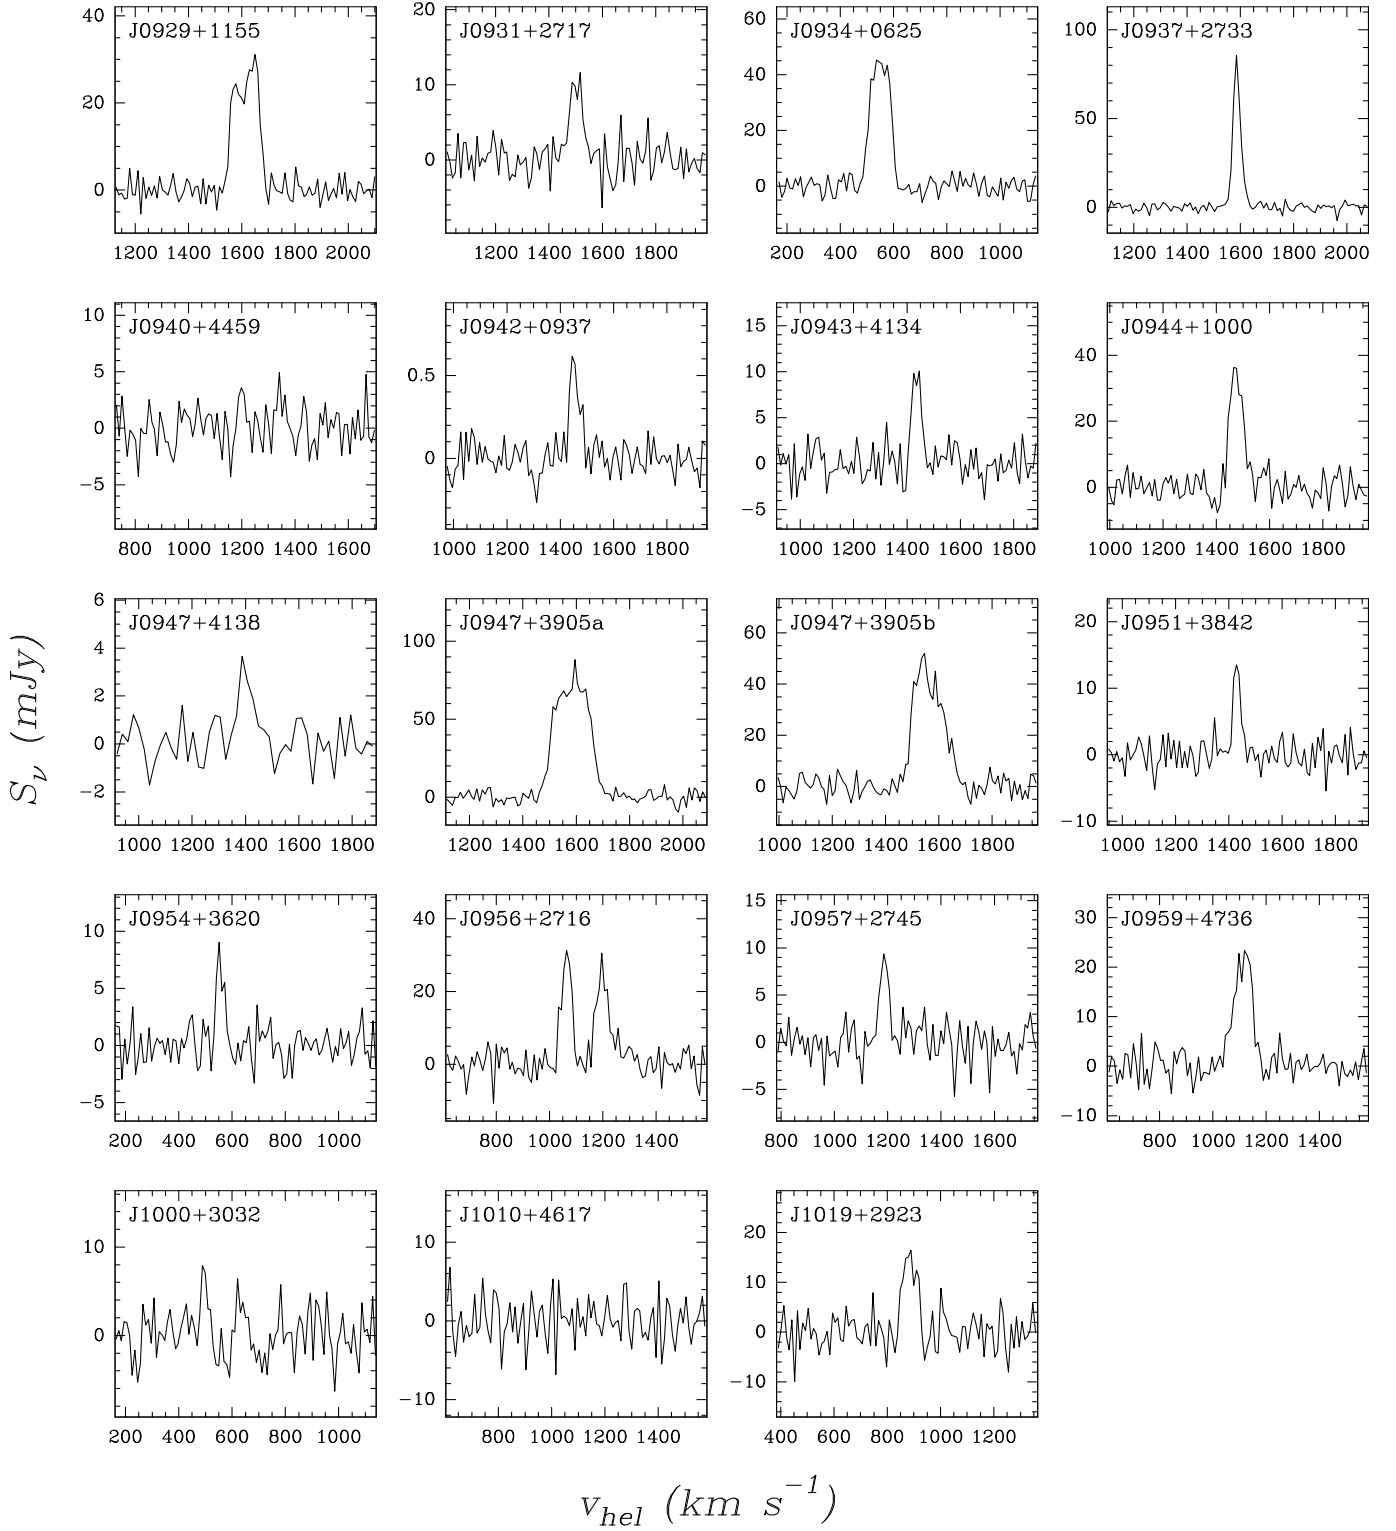 J0929+1155 J0931+2717 J0934+0625 J0937+2733
40 20 60 100
20 10 40 50
20
0 0 0 0
1200 1400 1600 1800 2000 1200 1400 1600 1800 200 400 600 800 1000 1200 1400 1600 1800 2000
J0940+4459 J0942+0937 J0943+4134 J0944+1000
10 0.5 15 40
5 10 20
0 0 5 0
−5 0
−5
800 1000 1200 1400 1600 1000 1200 1400 1600 1800 1000 1200 1400 1600 1800 1000 1200 1400 1600 1800
J0947+4138 J0947+3905a J0947+3905b J0951+3842
6 100 60 20
4 50 40 10
2 20
0 0 0 0
−2 −10
1000 1200 1400 1600 1800 1200 1400 1600 1800 2000 1000 1200 1400 1600 1800 1000 1200 1400 1600 1800
J0954+3620 J0956+2716 J0957+2745 J0959+4736
10 40 15 30
5 20 10 20
0 0 5 10
−5 0 0
−5 −10
200 400 600 800 1000 800 1000 1200 1400 800 1000 1200 1400 1600 800 1000 1200 1400
J1000+3032 J1010+4617 J1019+2923
10 10 20
0 0 10
−10 0
−10
200 400 600 800 1000 800 1000 1200 1400 400 600 800 1000 1200
Sν (mJy)
vhel (km s−1)